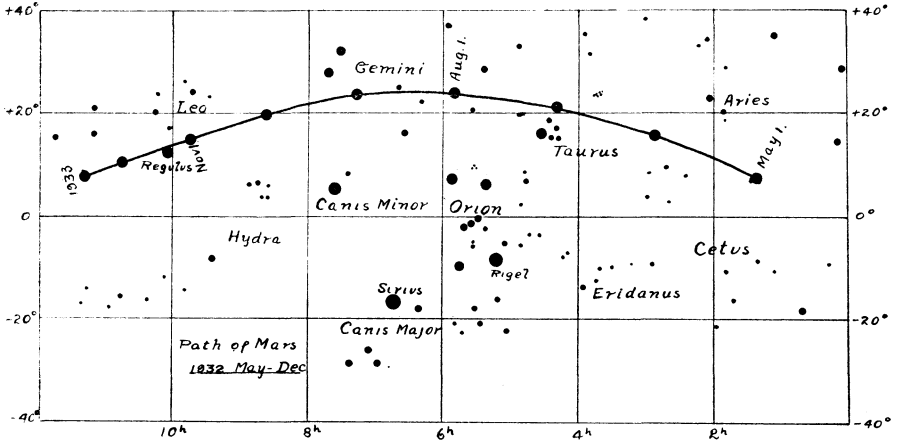 +40° +40°
Aug. 1.
Gemini
Leo
Aries
+20° +20°
May 1.
Nov 1
Regulus
Taurus
1933
Canis Minor
Orion
0 0°
Hydra
Cetus
Rigel
Sirius
Eridanus
-20° -20°
Canis Major
Path of Mars
1932 May-Dec
-40° -40°
10h 8h 6h 4h 2h